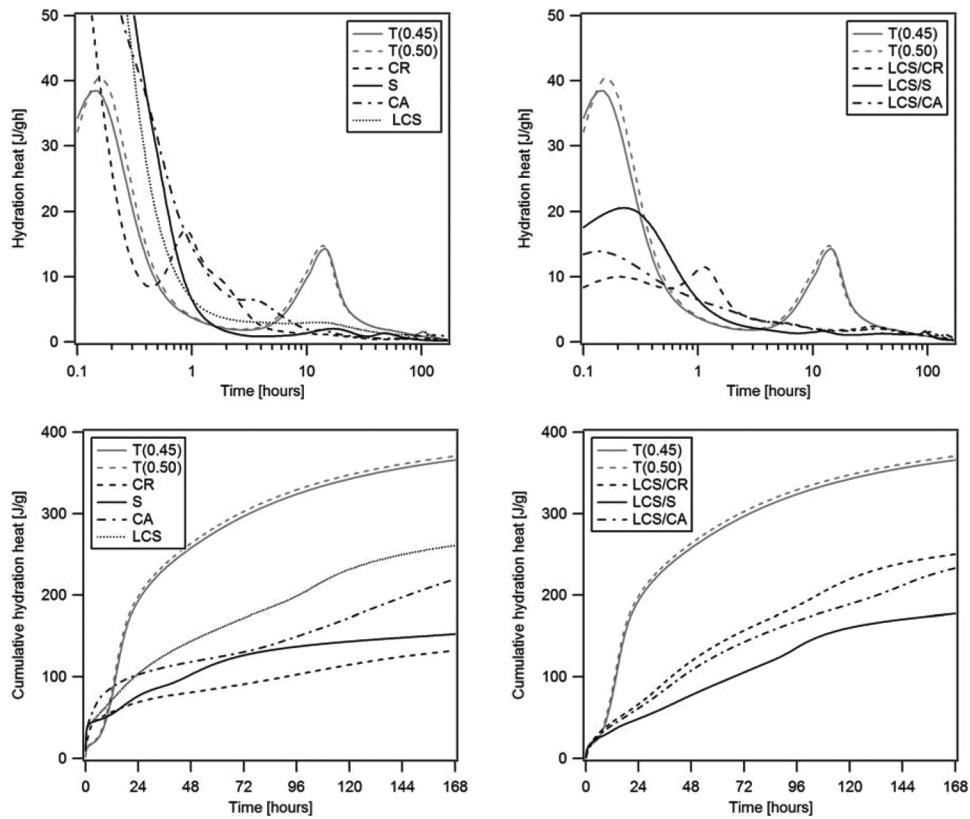 50
40
30
20
10
0
Hydration heat [J/gh]
T(0.45)
T(0.50)
CR
S
CA
LCS
0.1 1 10 100
Time [hours]
50
40
30
20
10
0
Hydration heat [J/gh]
T(0.45)
T(0.50)
LCS/CR
LCS/S
LCS/CA
0.1 1 10 100
Time [hours]
400
300
200
100
0
Cumulative hydration heat [J/g]
T(0.45)
T(0.50)
CR
S
CA
LCS
0 24 48 72 96 120 144 168
Time [hours]
400
300
200
100
0
Cumulative hydration heat [J/g]
T(0.45)
T(0.50)
LCS/CR
LCS/S
LCS/CA
0 24 48 72 96 120 144 168
Time [hours]